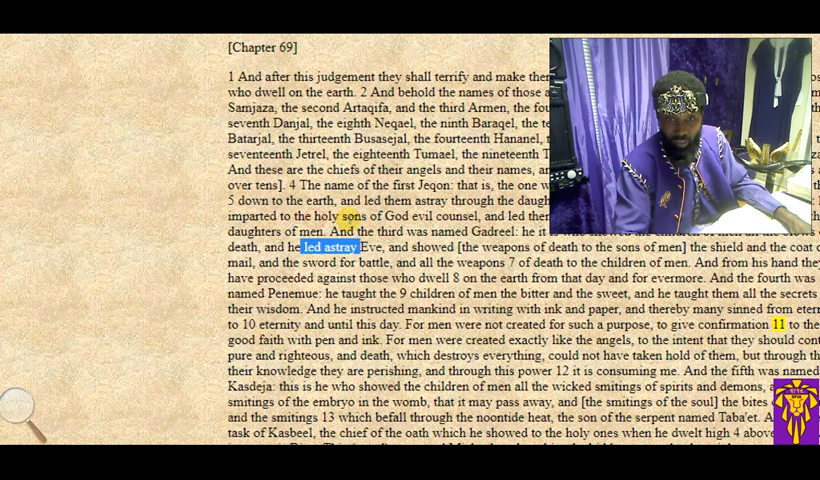 [Chapter 69]
1 And after this judgement they shall terrify and make them
who dwell on the earth. 2 And behold the names of those a
Samjaza, the second Artaqifa, and the third Armen, the fou
seventh Danjal, the eighth Neqael, the ninth Baraqel, the te
Batarjal, the thirteenth Busasejal, the fourteenth Hananel, t
seventeenth Jetrel, the eighteenth Tumael, the nineteenth T
And these are the chiefs of their angels and their names, an
over tens]. 4 The name of the first Jeqon: that is, the one w
5 down to the earth, and led them astray through the daugh
imparted to the holy sons of God evil counsel, and led them
daughters of men. And the third was named Gadreel: he it
death, and he led astray Eve, and showed [the weapons of death to the sons of men] the shield and the coat o
mail, and the sword for battle, and all the weapons 7 of death to the children of men. And from his hand they
have proceeded against those who dwell 8 on the earth from that day and for evermore. And the fourth was
named Penemue: he taught the 9 children of men the bitter and the sweet, and he taught them all the secrets
their wisdom. And he instructed mankind in writing with ink and paper, and thereby many sinned from etern
to 10 eternity and until this day. For men were not created for such a purpose, to give confirmation 11 to the
good faith with pen and ink. For men were created exactly like the angels, to the intent that they should cont
pure and righteous, and death, which destroys everything, could not have taken hold of them, but through th
their knowledge they are perishing, and through this power 12 it is consuming me. And the fifth was named
Kasdeja: this is he who showed the children of men all the wicked smitings of spirits and demons, a
smitings of the embryo in the womb, that it may pass away, and [the smitings of the soul] the bites
and the smitings 13 which befall through the noontide heat, the son of the serpent named Taba'et. A
task of Kasbeel, the chief of the oath which he showed to the holy ones when he dwelt high 4 above